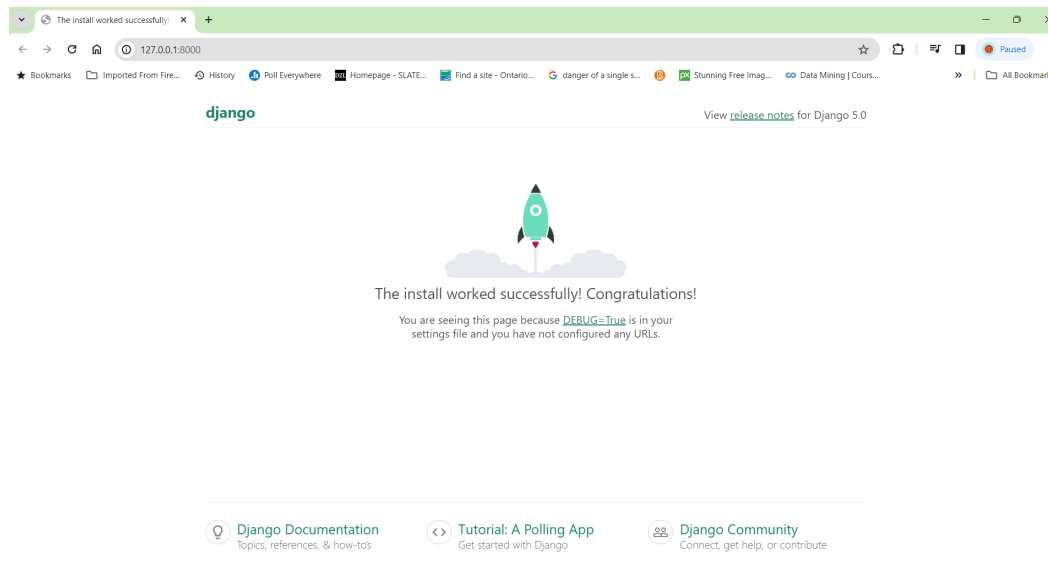 The install worked successfully!
127.0.0.1:8000
Paused
Bookmarks
Imported From Fire...
History
Poll Everywhere
Homepage - SLATE...
Find a site - Ontario...
danger of a single s...
Stunning Free Imag...
Data Mining | Cours...
»
All Bookmar
django
View release notes for Django 5.0
The install worked successfully! Congratulations!
You are seeing this page because DEBUG=True is in your
settings file and you have not configured any URLs.
Django Documentation
Topics, references, & how-to's
Tutorial: A Polling App
Get started with Django
Django Community
Connect, get help, or contribute